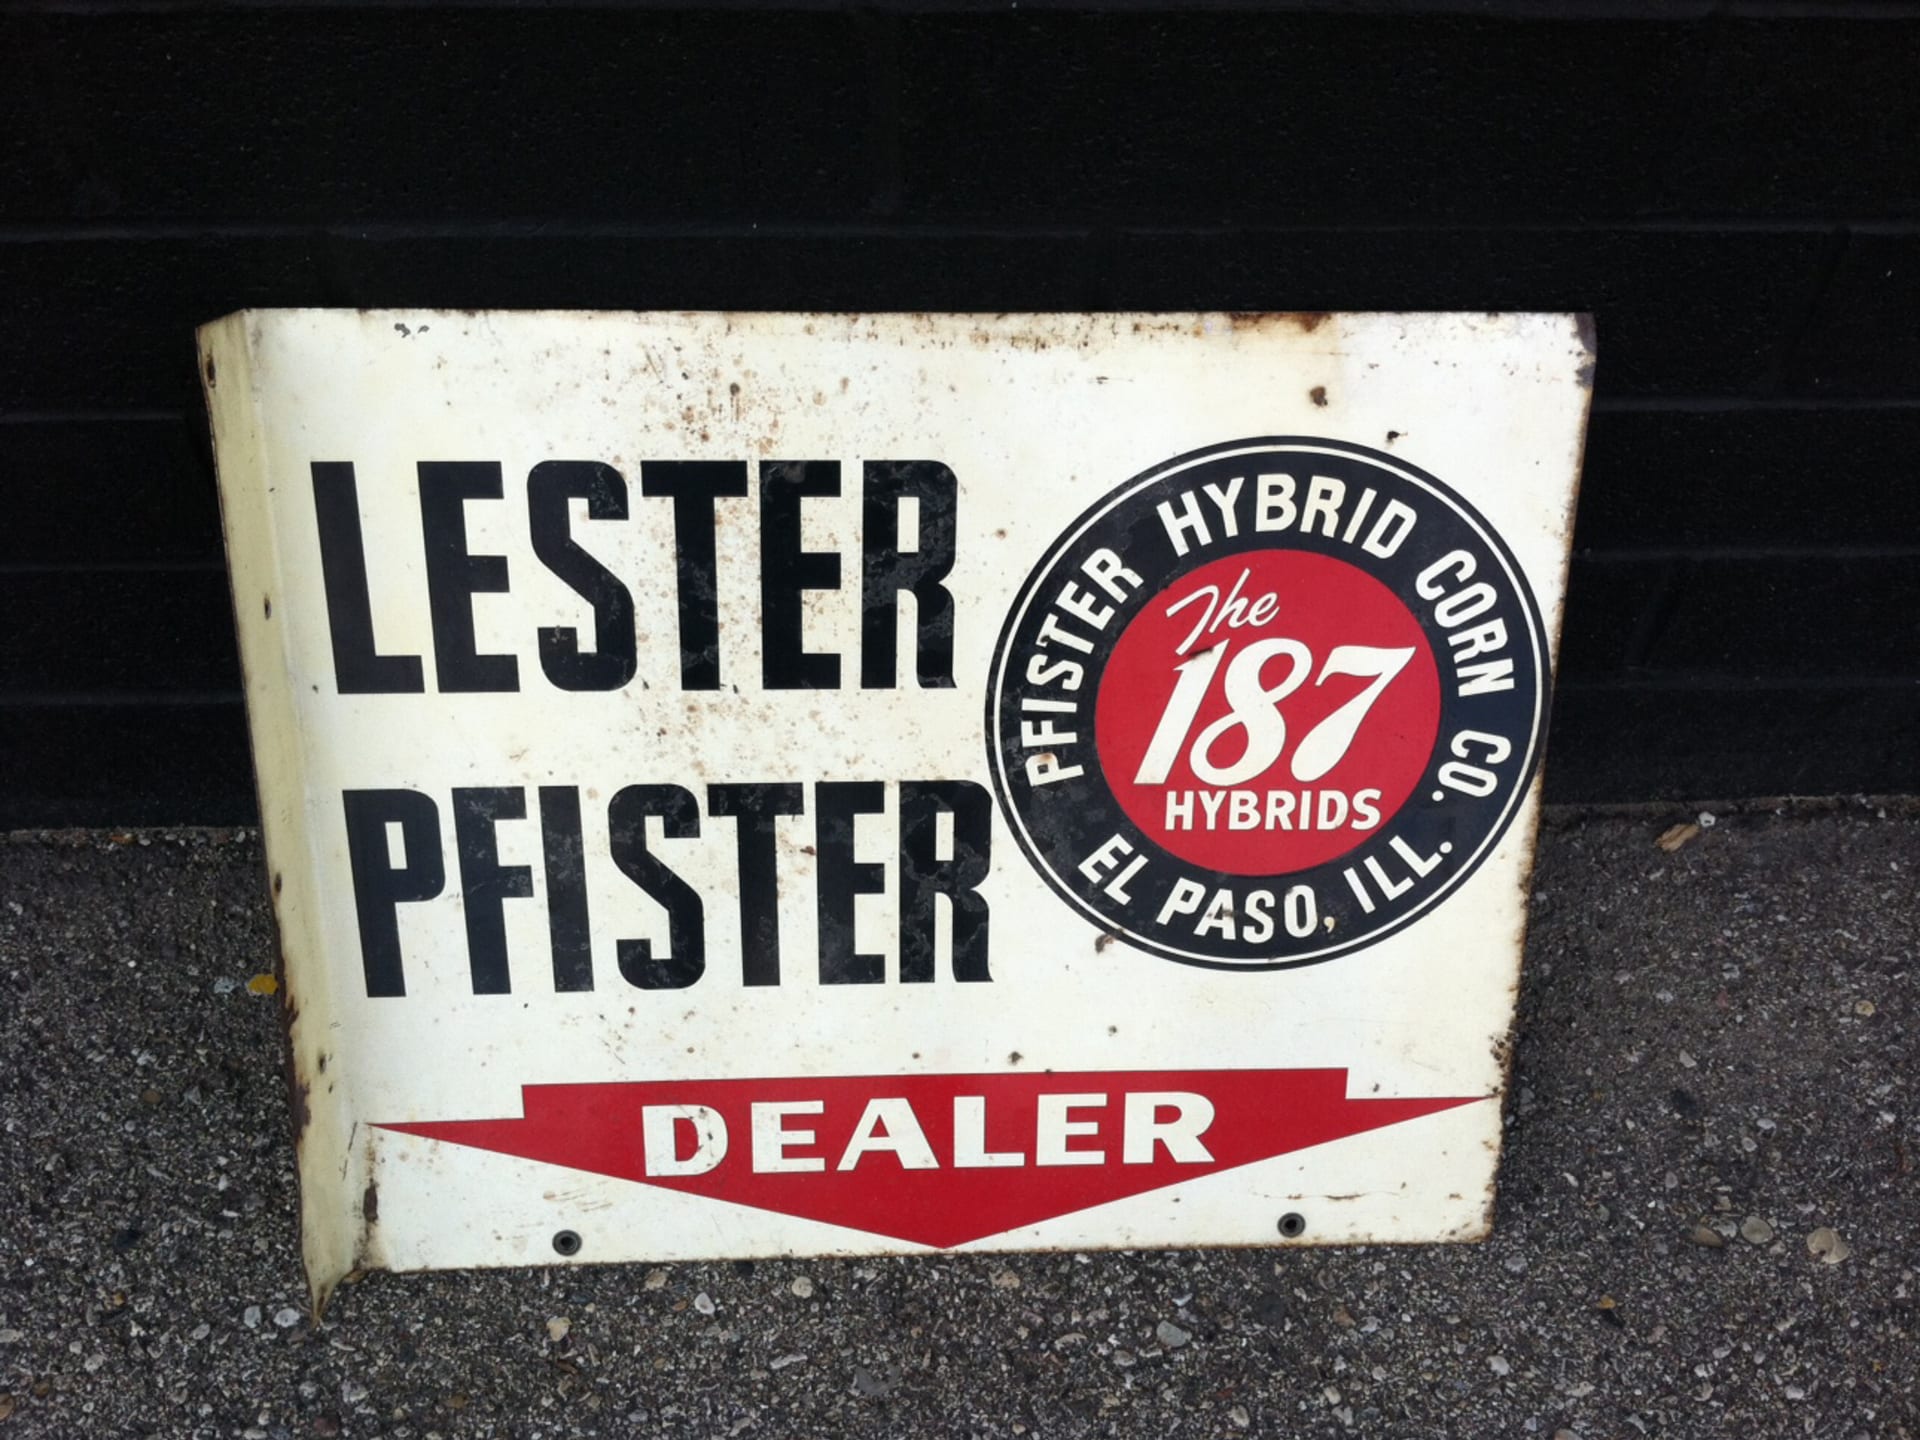 LESTER
PFISTER
PFISTER HYBRID CORN CO.
EL PASO, ILL.
The
187
HYBRIDS
DEALER